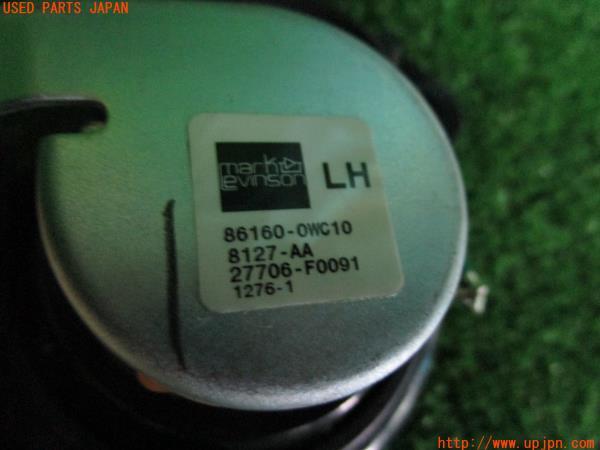 USED PARTS JAPAN
mark
Levinson
LH
86160-0WC10
8127-AA
27706-F0091
1276-1
http://www.upjpn.com/